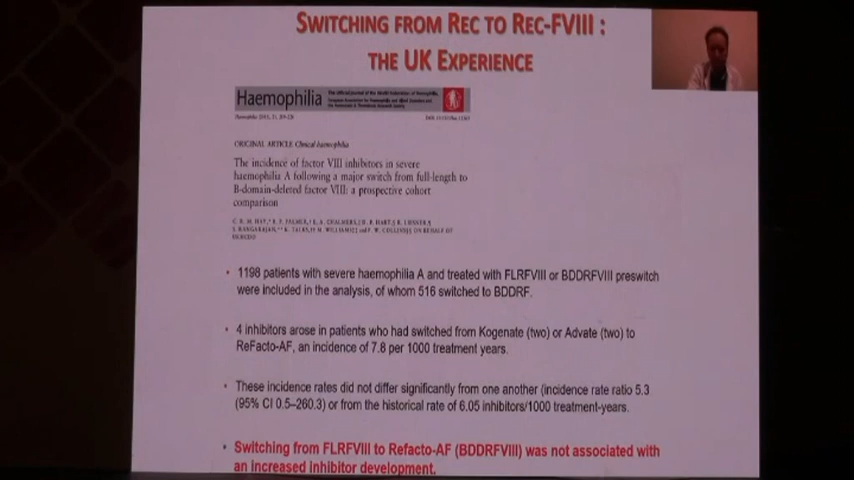 SWITCHING FROM REC TO REC-FVIII :
THE UK EXPERIENCE
Haemophilia
ORIGINAL ARTICLE Clinical haemophilia
The incidence of factor VIII inhibitors in severe
haemophilia A following a major switch from full-length to
B-domain-deleted factor VIII: a prospective cohort
comparison
• 1198 patients with severe haemophilia A and treated with FLRFVIII or BDDRFVIII preswitch
were included in the analysis, of whom 516 switched to BDDRF.
• 4 inhibitors arose in patients who had switched from Kogenate (two) or Advate (two) to
ReFacto-AF, an incidence of 7.8 per 1000 treatment years.
• These incidence rates did not differ significantly from one another (incidence rate ratio 5.3
(95% CI 0.5–260.3) or from the historical rate of 6.05 inhibitors/1000 treatment-years.
• Switching from FLRFVIII to Refacto-AF (BDDRFVIII) was not associated with
an increased inhibitor development.